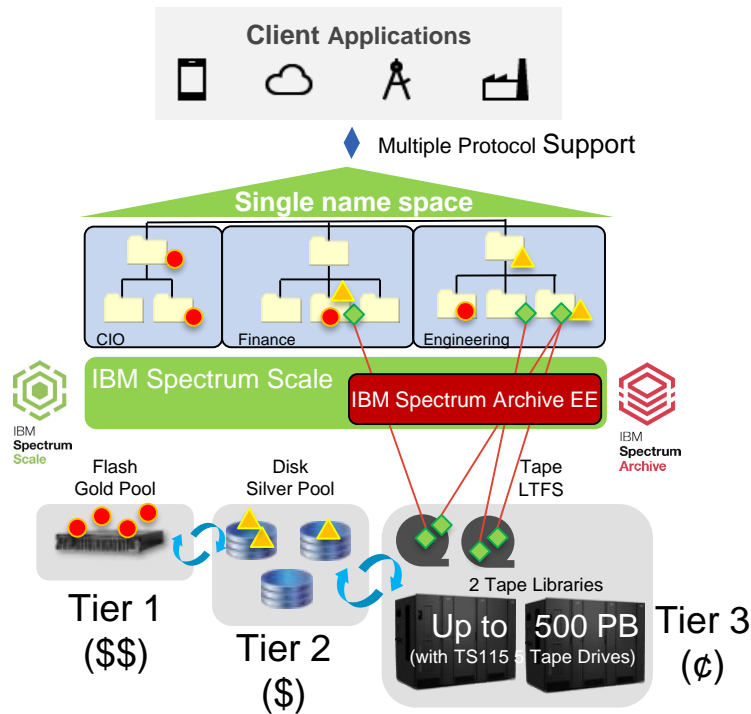 Client Applications
Multiple Protocol Support
Single name space
CIO
Finance
Engineering
IBM Spectrum Scale
IBM Spectrum Archive EE
IBM
Spectrum
Scale
IBM
Spectrum
Archive
Flash
Gold Pool
Disk
Silver Pool
Tape
LTFS
2 Tape Libraries
Up to 500 PB
(with TS115 5 Tape Drives)
Tier 1
($$)
Tier 2
($)
Tier 3
(¢)